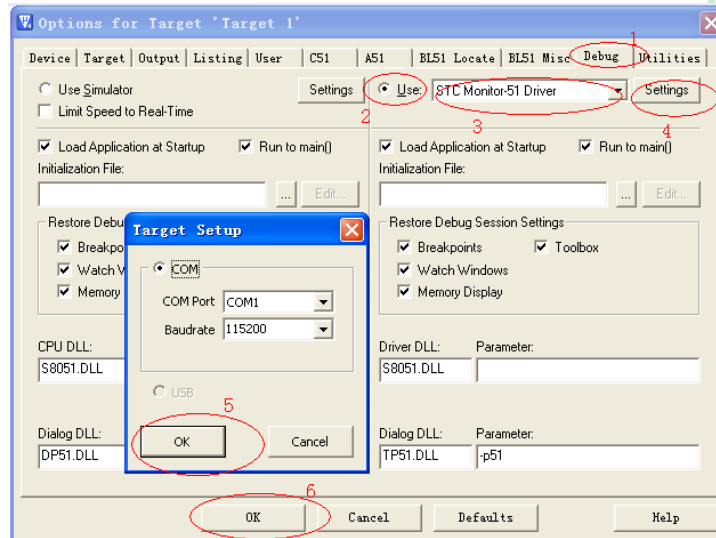 Options for Target 'Target 1'
1
Device Target Output Listing User C51 A51 BL51 Locate BL51 Misc Debug Utilities
Use Simulator Settings Use: STC Monitor-51 Driver Settings
Limit Speed to Real-Time
2 3 4
Load Application at Startup Run to main() Load Application at Startup Run to main()
Initialization File: Initialization File:
... Edit... ... Edit...
Restore Debu Restore Debug Session Settings
Breakpo Breakpoints Toolbox
Watch W Watch Windows
Memory Memory Display
Target Setup
COM
COM Port COM1
Baudrate 115200
USB
5
OK Cancel
CPU DLL: Driver DLL: Parameter:
S8051.DLL S8051.DLL
Dialog DLL: Dialog DLL: Parameter:
DP51.DLL TP51.DLL -p51
6
OK Cancel Defaults Help